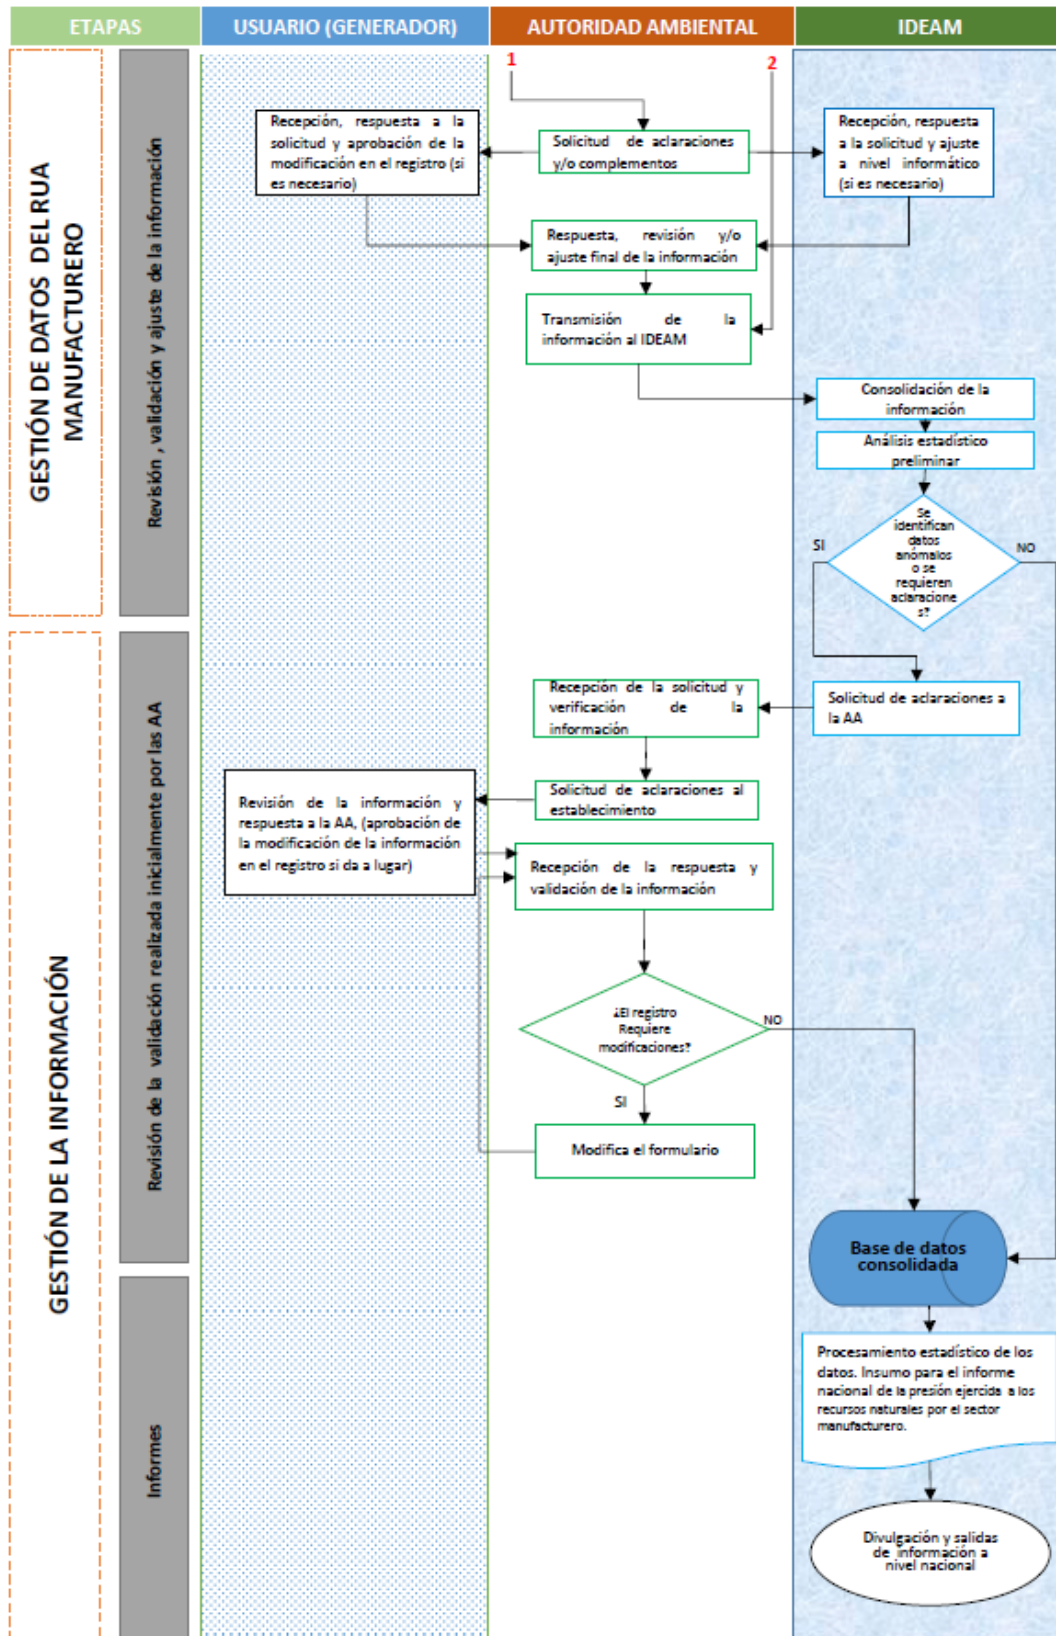 ETAPAS
USUARIO (GENERADOR)
AUTORIDAD AMBIENTAL
IDEAM
GESTIÓN DE DATOS DEL RUA
MANUFACTURERO
Revisión , validación y ajuste de la información
1
2
Recepción, respuesta a la
solicitud y aprobación de la
modificación en el registro (si
es necesario)
Solicitud de aclaraciones
y/o complementos
Recepción, respuesta
a la solicitud y ajuste
a nivel informático
(si es necesario)
Respuesta, revisión y/o
ajuste final de la información
Transmisión de la
información al IDEAM
Consolidación de la
información
Análisis estadístico
preliminar
Se
identifican
datos
anómalos
o se
requieren
aclaracione
s?
SI
NO
GESTIÓN DE LA INFORMACIÓN
Revisión de la validación realizada inicialmente por las AA
Recepción de la solicitud y
verificación de la
información
Solicitud de aclaraciones a
la AA
Solicitud de aclaraciones al
establecimiento
Revisión de la información y
respuesta a la AA, (aprobación de
la modificación de la información
en el registro si da a lugar)
Recepción de la respuesta y
validación de la información
¿El registro
Requiere
modificaciones?
NO
SI
Modifica el formulario
Base de datos
consolidada
Informes
Procesamiento estadístico de los
datos. Insumo para el informe
nacional de la presión ejercida a los
recursos naturales por el sector
manufacturero.
Divulgación y salidas
de información a
nivel nacional